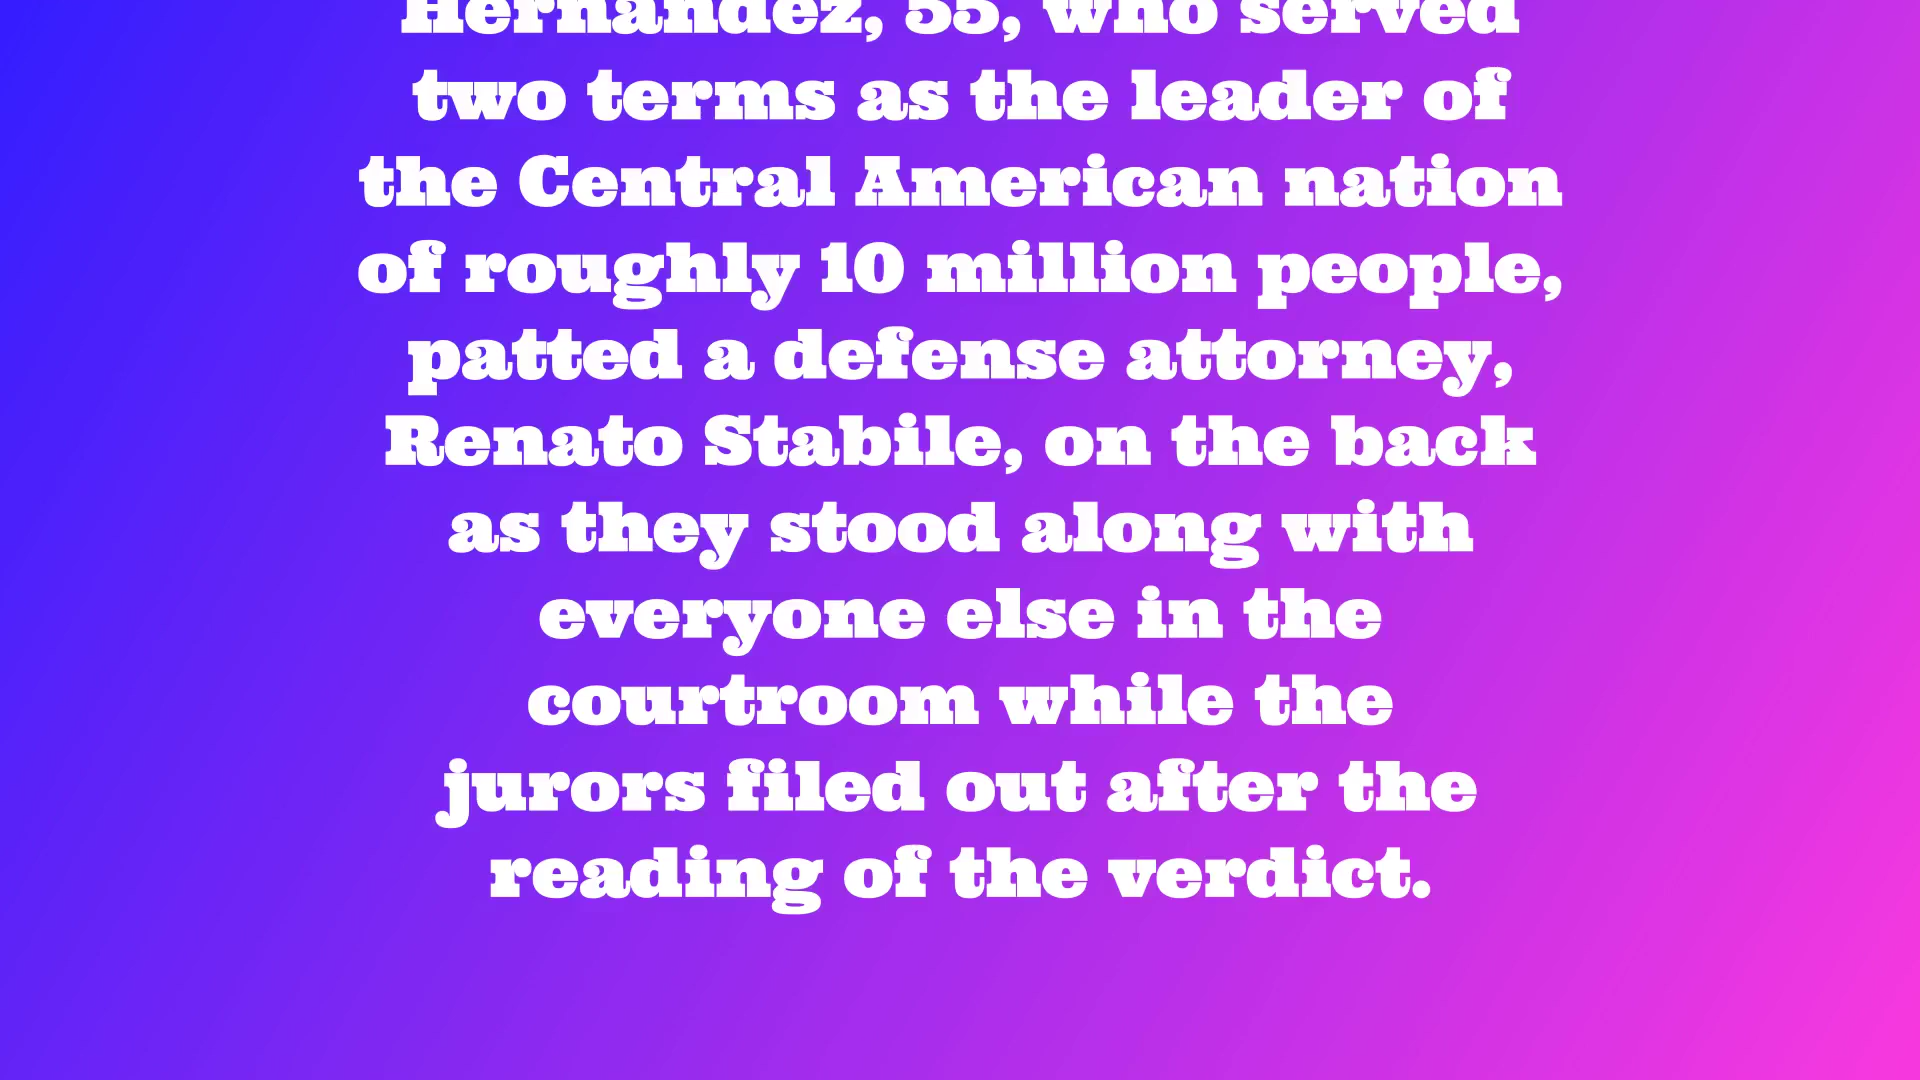 Hernández, 55, who served
two terms as the leader of
the Central American nation
of roughly 10 million people,
patted a defense attorney,
Renato Stabile, on the back
as they stood along with
everyone else in the
courtroom while the
jurors filed out after the
reading of the verdict.